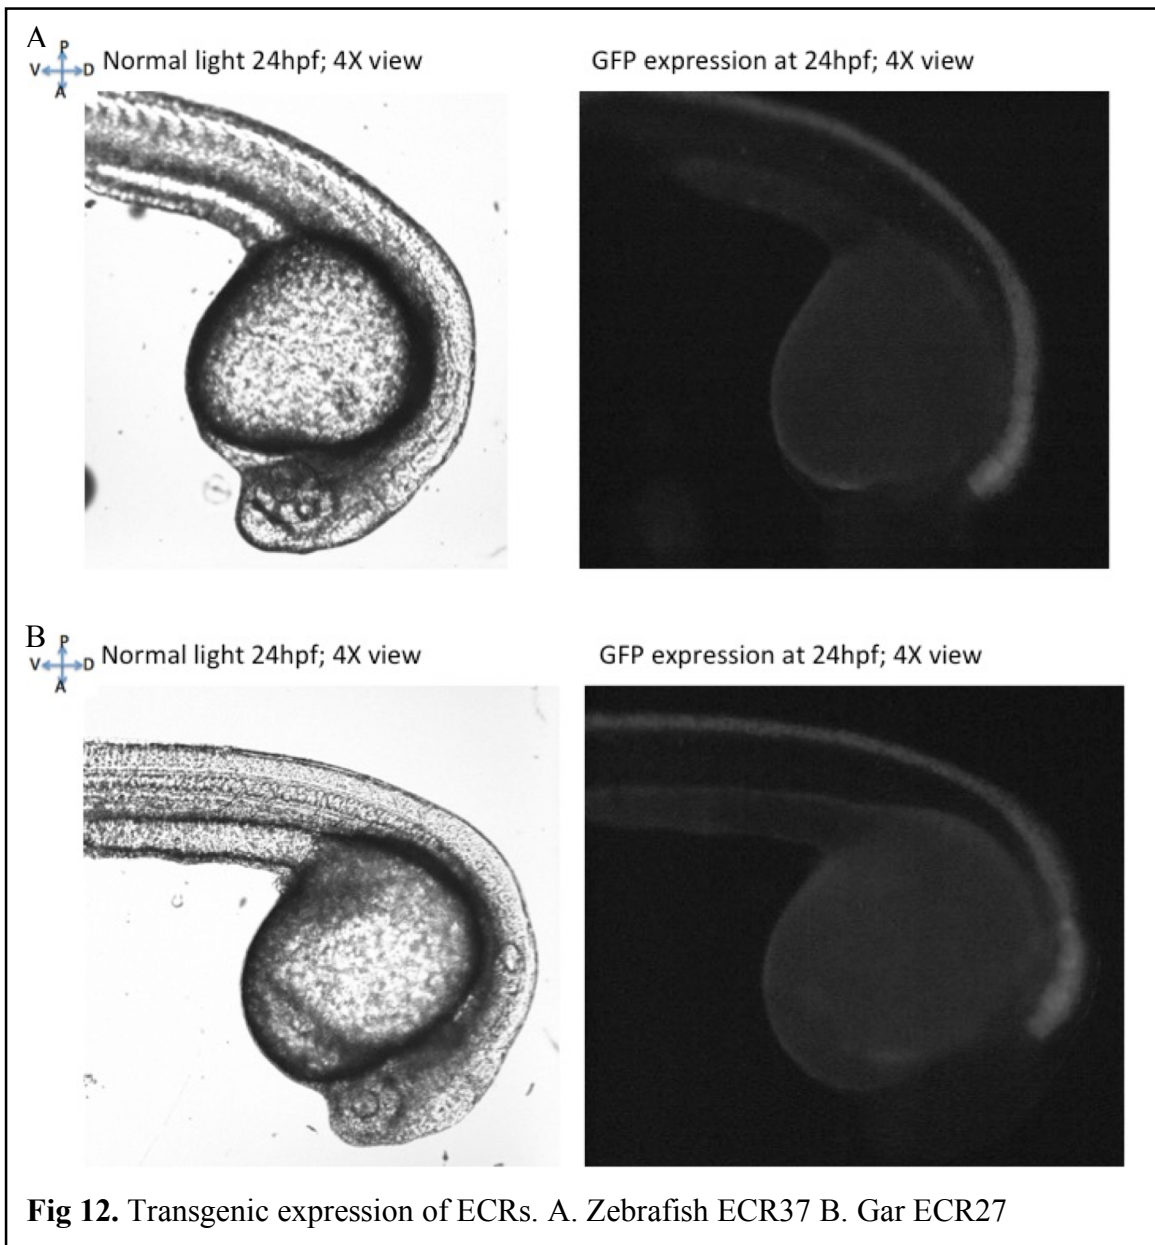 A
P
V D
A
Normal light 24hpf; 4X view
GFP expression at 24hpf; 4X view
B
P
V D
A
Normal light 24hpf; 4X view
GFP expression at 24hpf; 4X view
Fig 12. Transgenic expression of ECRs. A. Zebrafish ECR37 B. Gar ECR27